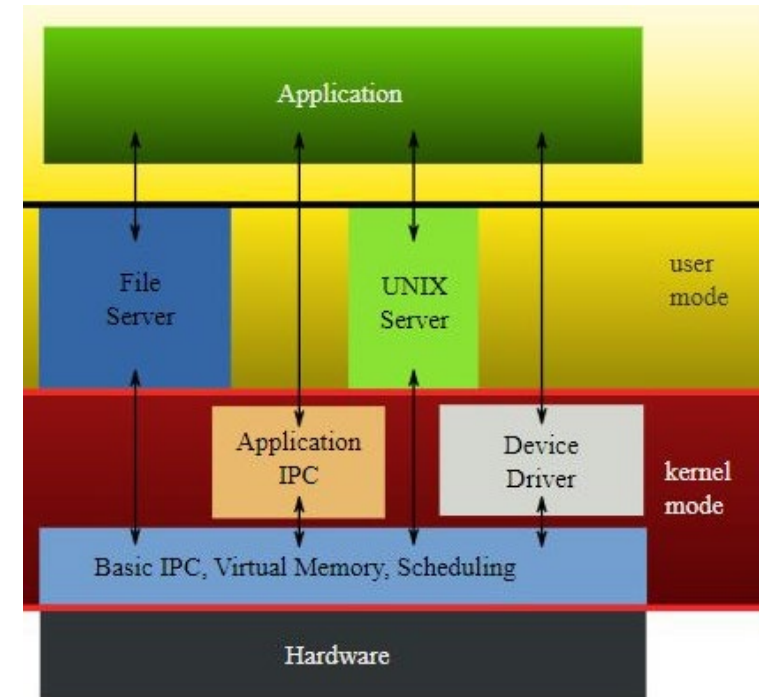 Application
File
Server
UNIX
Server
user
mode
Application
IPC
Device
Driver
kernel
mode
Basic IPC, Virtual Memory, Scheduling
Hardware